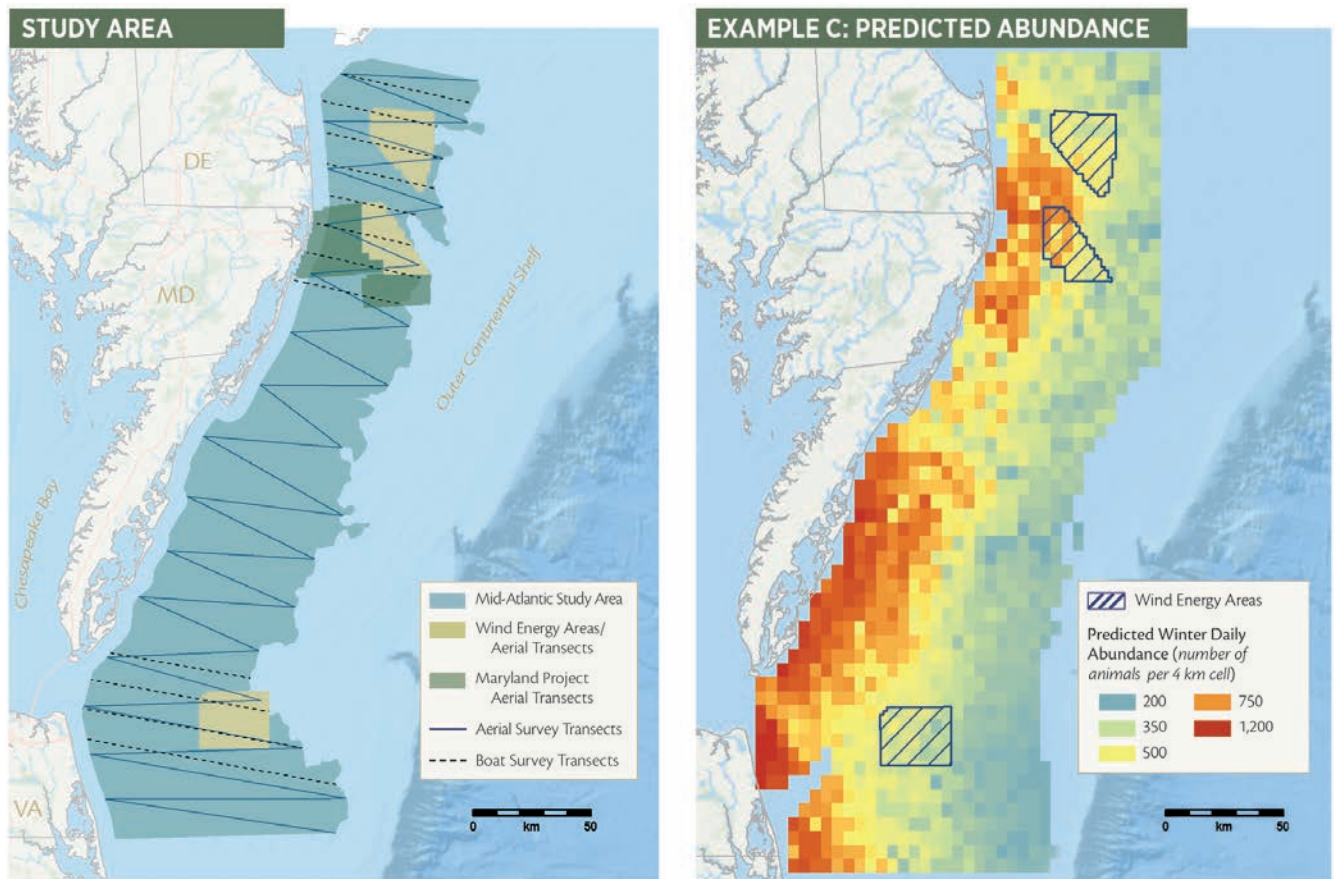 STUDY AREA
DE
MD
VA
Chesapeake Bay
Outer Continental Shelf
Mid-Atlantic Study Area
Wind Energy Areas/
Aerial Transects
Maryland Project
Aerial Transects
Aerial Survey Transects
Boat Survey Transects
0 km 50
EXAMPLE C: PREDICTED ABUNDANCE
Wind Energy Areas
Predicted Winter Daily
Abundance (number of
animals per 4 km cell)
200 750
350 1,200
500
0 km 50